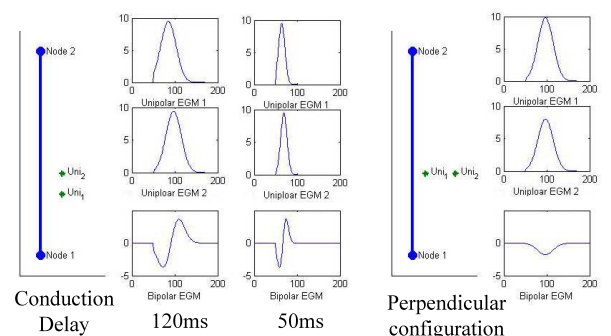 Node 2
Uni2
Uni1
Node 1
Conduction
Delay
10
5
0
0 100 200
Unipolar EGM 1
10
5
0
0 100 200
Uniploar EGM 2
0
-5
0 100 200
Bipolar EGM
120ms
10
5
0
0 100 200
Unipolar EGM 1
10
5
0
0 100 200
Unipolar EGM 2
0
-5
0 100 200
Bipolar EGM
50ms
Node 2
Uni1 Uni2
Node 1
Perpendicular
configuration
10
5
0
0 100 200
Unipolar EGM 1
10
5
0
0 100 200
Uniploar EGM 2
0
-5
0 100 200
Bipolar EGM